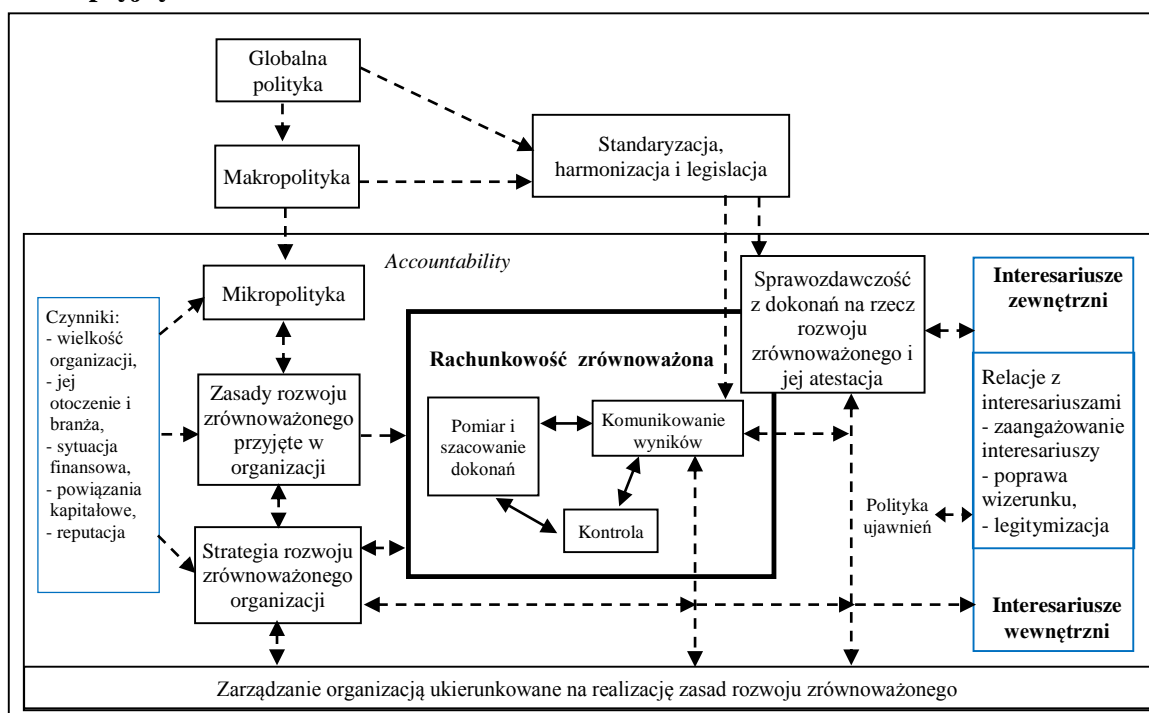 Globalna
polityka
Standaryzacja,
harmonizacja i legislacja
Makropolityka
Accountability
Mikropolityka
Sprawozdawczość
z dokonań na rzecz
rozwoju
zrównoważonego i
jej atestacja
Interesariusze
zewnętrzni
Czynniki:
- wielkość
organizacji,
- jej
otoczenie i
branża,
- sytuacja
finansowa,
- powiązania
kapitałowe,
- reputacja
Rachunkowość zrównoważona
Zasady rozwoju
zrównoważonego
przyjęte w
organizacji
Pomiar i
szacowanie
dokonań
Komunikowanie
wyników
Kontrola
Relacje z
interesariuszami
- zaangażowanie
interesariuszy
- poprawa
wizerunku,
- legitymizacja
Polityka
ujawnień
Strategia rozwoju
zrównoważonego
organizacji
Interesariusze
wewnętrzni
Zarządzanie organizacją ukierunkowane na realizację zasad rozwoju zrównoważonego